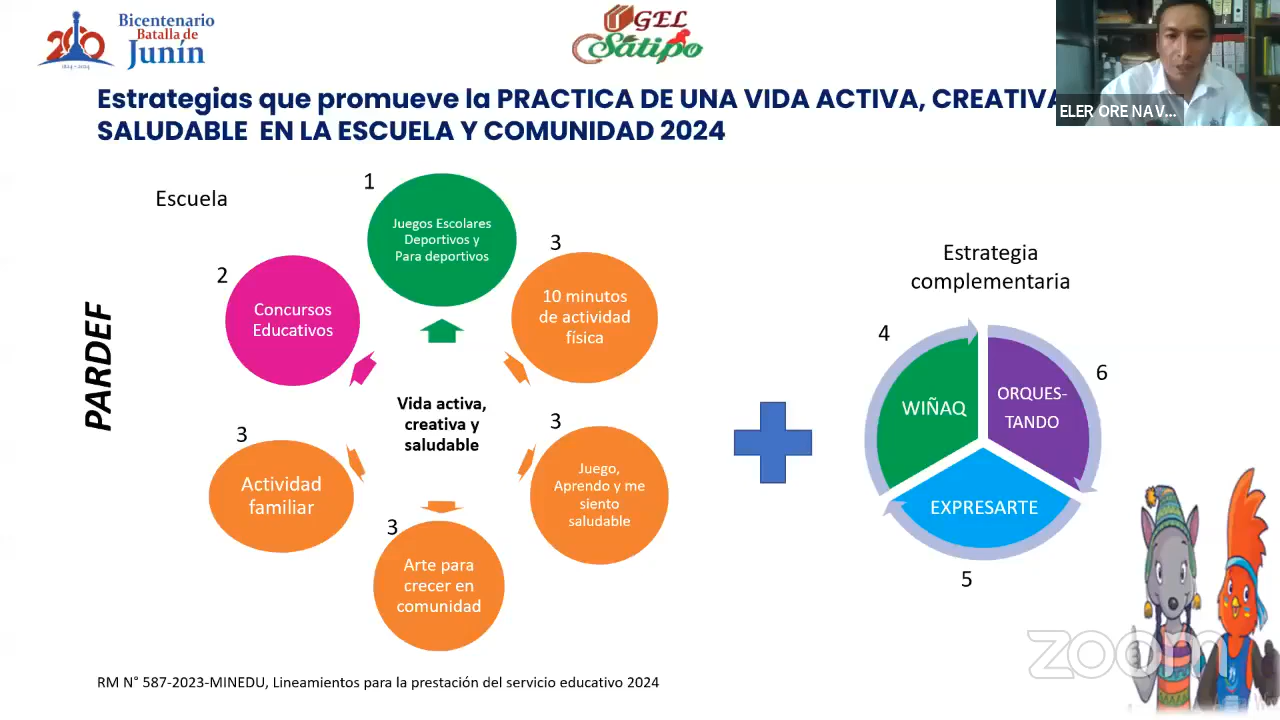 Bicentenario
Batalla de
Junín
200
1824 - 2024
UGEL
Satipo
Estrategias que promueve la PRACTICA DE UNA VIDA ACTIVA, CREATIVA
SALUDABLE EN LA ESCUELA Y COMUNIDAD 2024
ELER ORE NAV...
Escuela
PARDEF
1
Juegos Escolares
Deportivos y
Para deportivos
2
Concursos
Educativos
3
10 minutos
de actividad
física
Vida activa,
creativa y
saludable
3
Actividad
familiar
3
Juego,
Aprendo y me
siento
saludable
3
Arte para
crecer en
comunidad
Estrategia
complementaria
4
WIÑAQ
6
ORQUES-
TANDO
EXPRESARTE
5
zoom
RM N° 587-2023-MINEDU, Lineamientos para la prestación del servicio educativo 2024